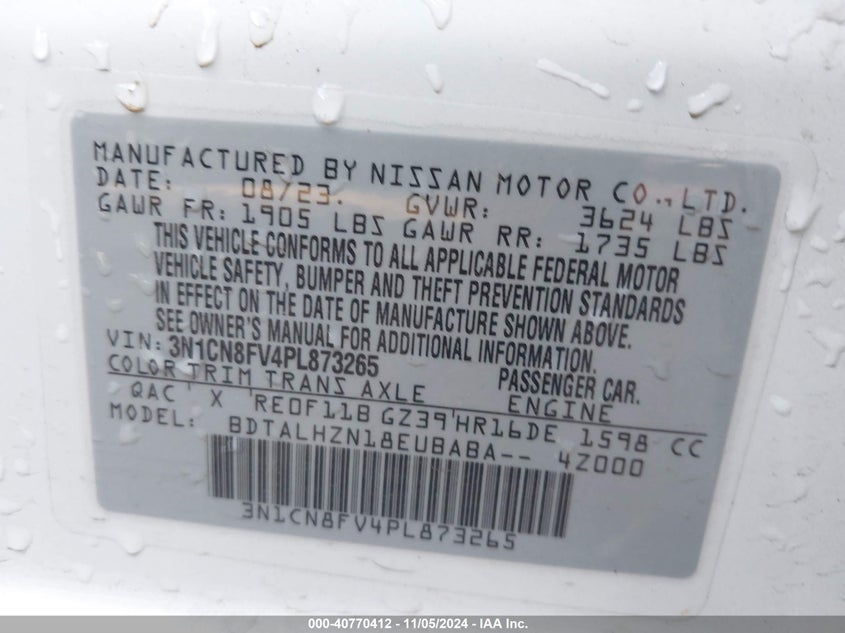 MANUFACTURED BY NISSAN MOTOR CO., LTD.
DATE: 08/23. GVWR: 3624 LBS
GAWR FR: 1905 LBS GAWR RR: 1735 LBS
THIS VEHICLE CONFORMS TO ALL APPLICABLE FEDERAL MOTOR
VEHICLE SAFETY, BUMPER AND THEFT PREVENTION STANDARDS
IN EFFECT ON THE DATE OF MANUFACTURE SHOWN ABOVE.
SEE OWNER'S MANUAL FOR ADDITIONAL INFORMATION.
VIN: 3N1CN8FV4PL873265 PASSENGER CAR.
COLOR TRIM TRANS AXLE ENGINE
QAC X RE0F11B GZ39 HR16DE 1598 CC
MODEL: BDTALHZN18EUBABA-- 4Z000
3N1CN8FV4PL873265
000-40770412 - 11/05/2024 - IAA Inc.